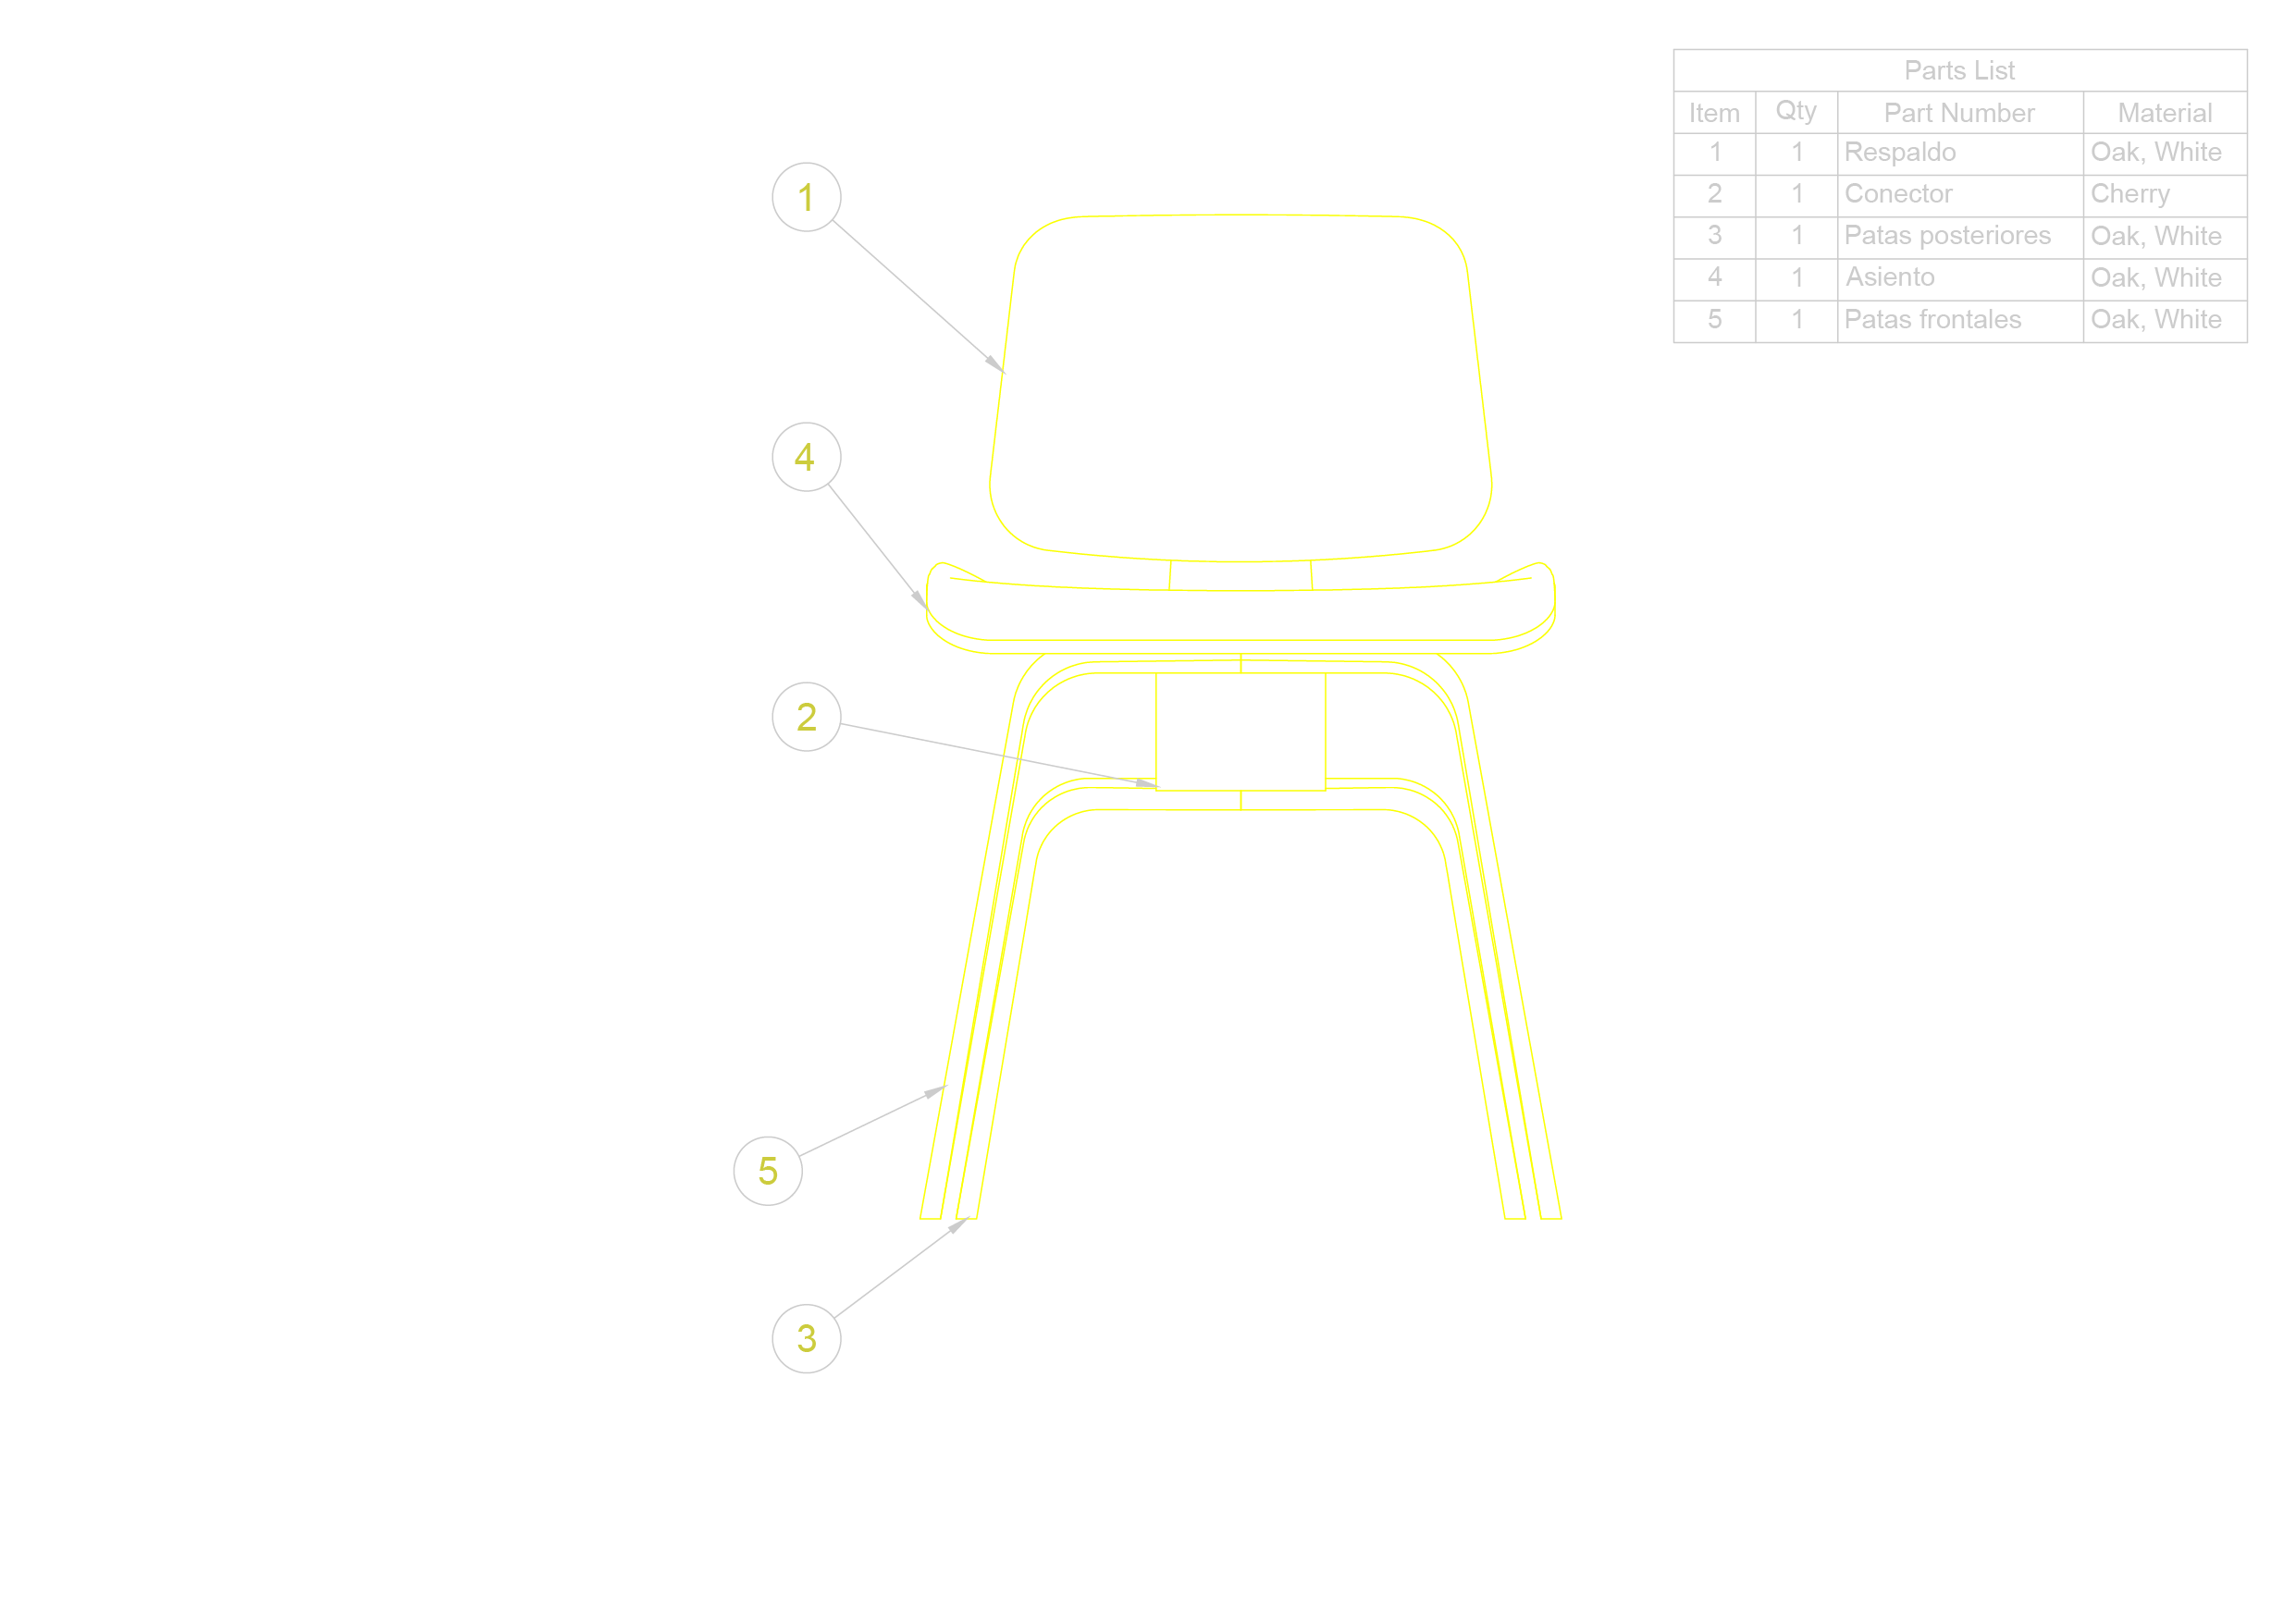 Parts List
Item Qty Part Number Material
1 1 Respaldo Oak, White
2 1 Conector Cherry
3 1 Patas posteriores Oak, White
4 1 Asiento Oak, White
5 1 Patas frontales Oak, White
1
4
2
5
3